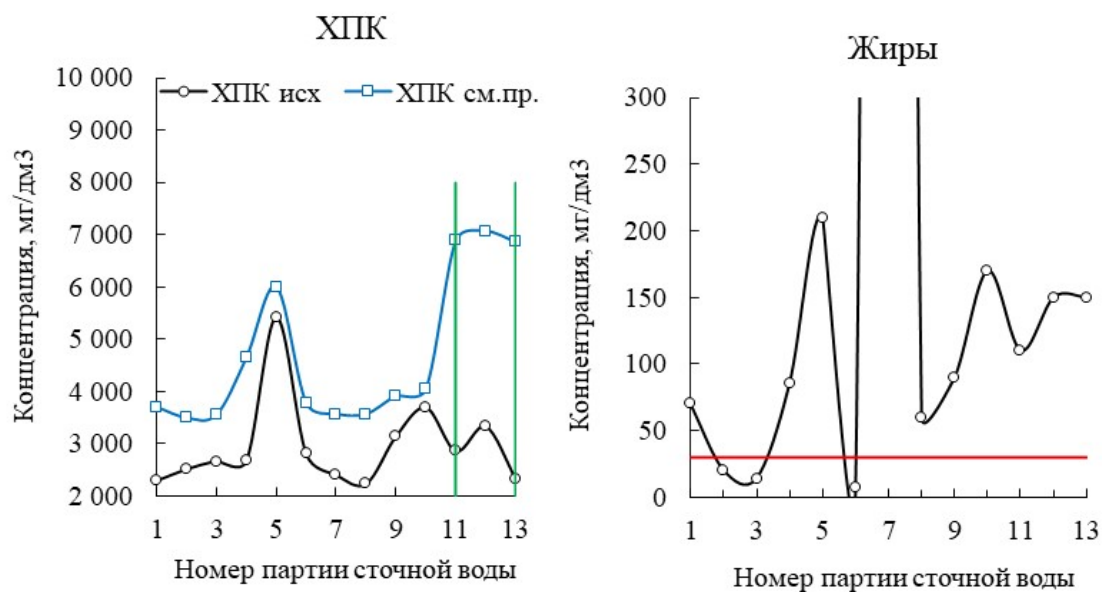 ХПК
10 000
9 000
8 000
7 000
6 000
5 000
4 000
3 000
2 000
Концентрация, мг/дм3
ХПК исх
ХПК см.пр.
1 3 5 7 9 11 13
Номер партии сточной воды
Жиры
300
250
200
150
100
50
0
Концентрация, мг/дм3
1 3 5 7 9 11 13
Номер партии сточной воды